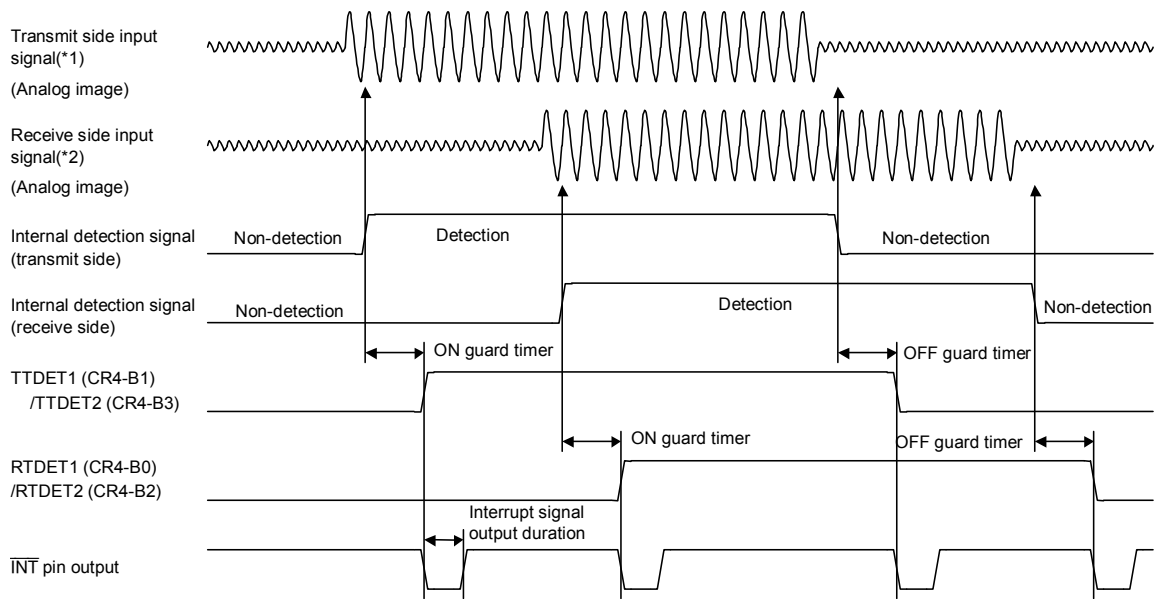 Transmit side input
signal(*1)
(Analog image)
Receive side input
signal(*2)
(Analog image)
Internal detection signal
(transmit side)
Non-detection
Detection
Non-detection
Internal detection signal
(receive side)
Non-detection
Detection
Non-detection
ON guard timer
OFF guard timer
TTDET1 (CR4-B1)
/TTDET2 (CR4-B3)
ON guard timer
OFF guard timer
RTDET1 (CR4-B0)
/RTDET2 (CR4-B2)
Interrupt signal
output duration
INT pin output